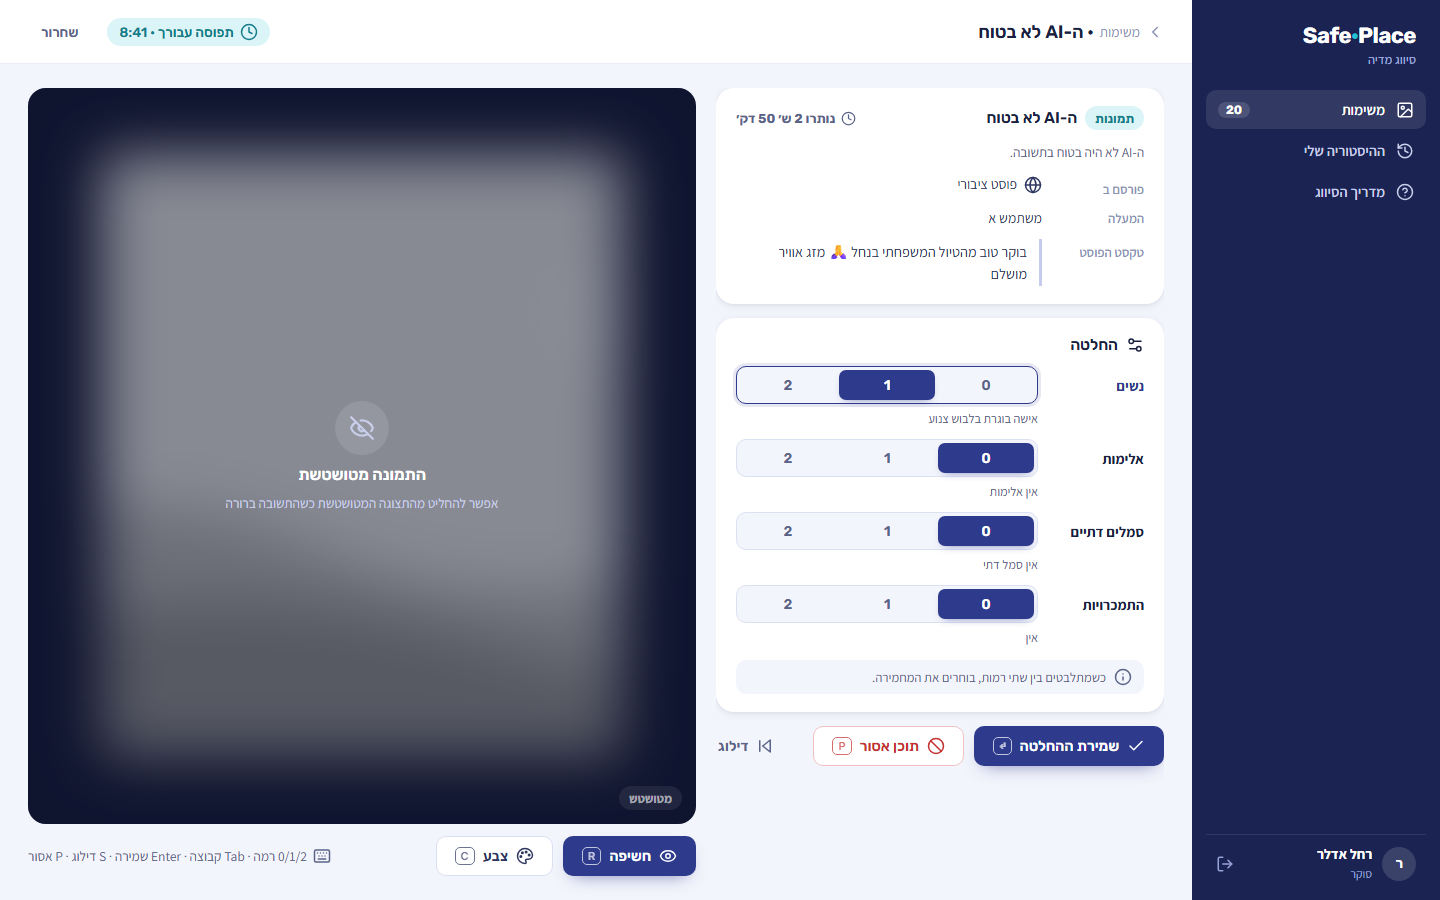 Safe•Place
סיווג מדיה
משימות 20
ההיסטוריה שלי
מדריך הסיווג
רחל אדלר
ר
סוקר
משימות • ה-AI לא בטוח
תפוסה עבורך • 8:41
שחרור
תמונות ה-AI לא בטוח
נותרו 2 ש׳ 50 דק׳
ה-AI לא היה בטוח בתשובה.
פורסם ב פוסט ציבורי
המעלה משתמש א
טקסט הפוסט בוקר טוב מהטיול המשפחתי בנחל 🙏 מזג אוויר
מושלם
החלטה
נשים 0 1 2
אישה בוגרת בלבוש צנוע
אלימות 0 1 2
אין אלימות
סמלים דתיים 0 1 2
אין סמל דתי
התמכרויות 0 1 2
אין
כשמתלבטים בין שתי רמות, בוחרים את המחמירה.
שמירת ההחלטה
תוכן אסור P
דילוג
התמונה מטושטשת
אפשר להחליט מהתצוגה המטושטשת כשהתשובה ברורה
מטושטש
חשיפה R
צבע C
0/1/2 רמה · Tab קבוצה · Enter שמירה · S דילוג · P אסור